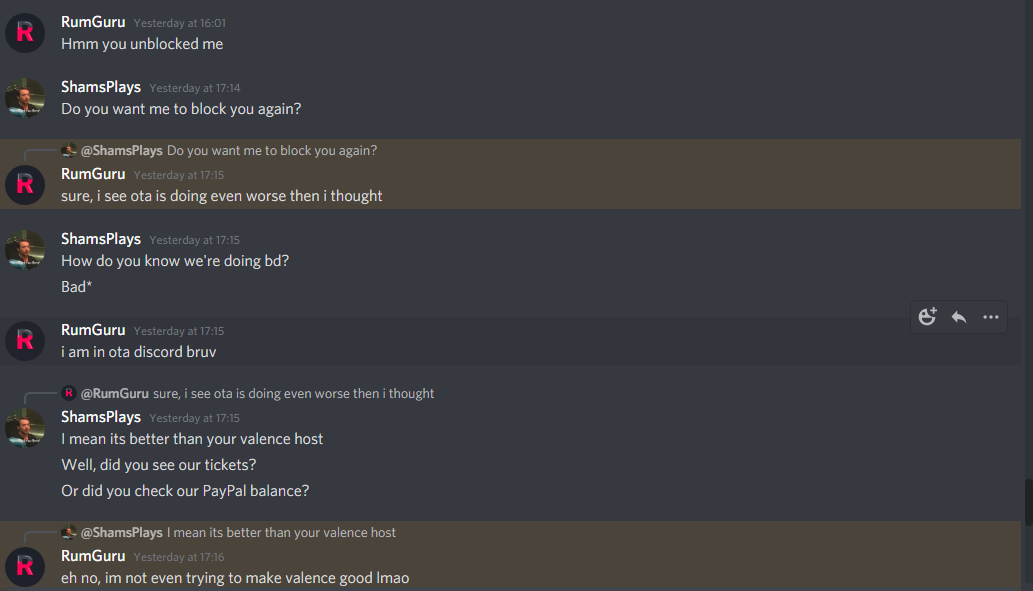 RumGuru Yesterday at 16:01
Hmm you unblocked me
ShamsPlays Yesterday at 17:14
Do you want me to block you again?
@ShamsPlays Do you want me to block you again?
RumGuru Yesterday at 17:15
sure, i see ota is doing even worse then i thought
ShamsPlays Yesterday at 17:15
How do you know we're doing bd?
Bad*
RumGuru Yesterday at 17:15
i am in ota discord bruv
@RumGuru sure, i see ota is doing even worse then i thought
ShamsPlays Yesterday at 17:15
I mean its better than your valence host
Well, did you see our tickets?
Or did you check our PayPal balance?
@ShamsPlays I mean its better than your valence host
RumGuru Yesterday at 17:16
eh no, im not even trying to make valence good lmao